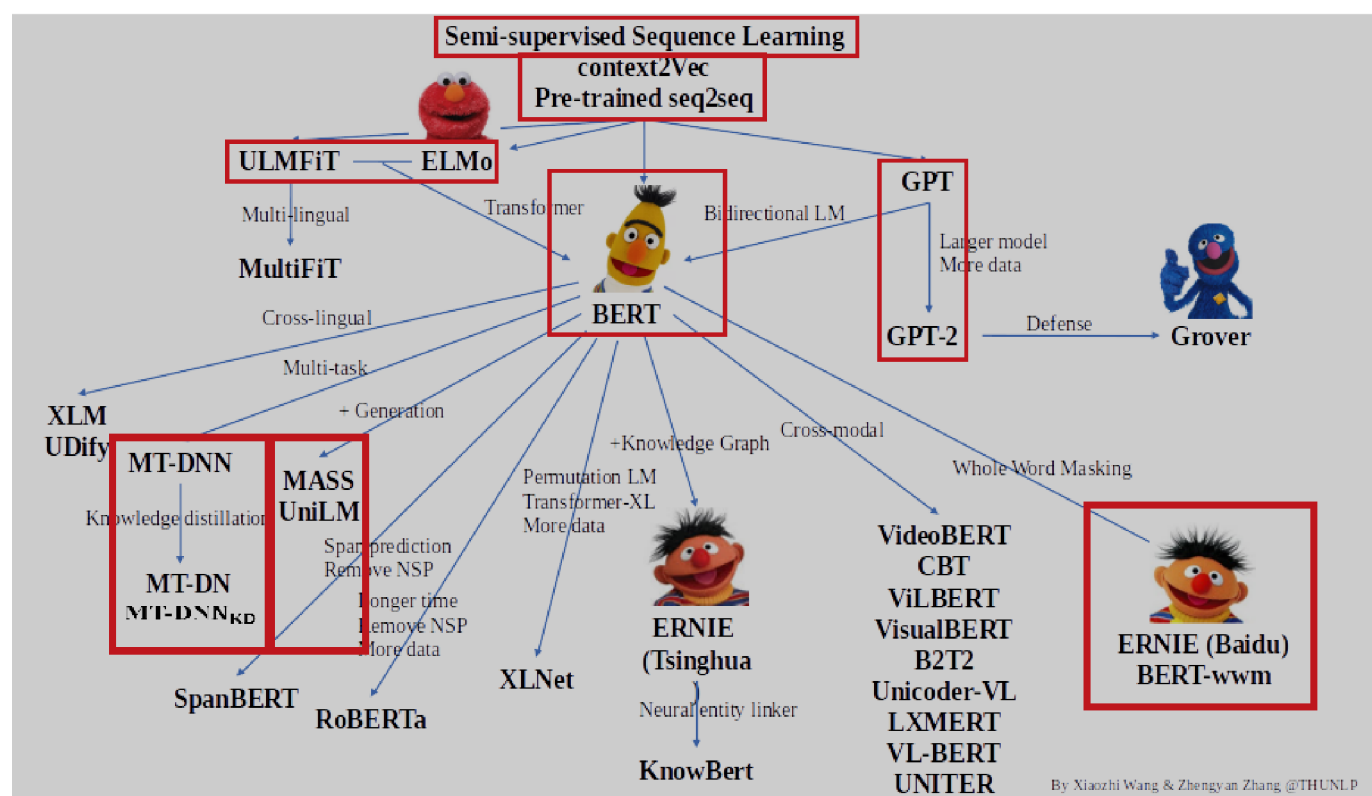 Semi-supervised Sequence Learning
context2Vec
Pre-trained seq2seq
ULMFiT
ELMo
GPT
Multi-lingual
Transformer
Bidirectional LM
Larger model
More data
MultiFiT
Cross-lingual
BERT
GPT-2
Defense
Grover
Multi-task
XLM
UDify
+ Generation
+Knowledge Graph
Cross-modal
Whole Word Masking
MT-DNN
MASS
UniLM
Permutation LM
Transformer-XL
More data
Knowledge distillation
Span prediction
Remove NSP
VideoBERT
CBT
ViLBERT
VisualBERT
B2T2
Unicoder-VL
LXMERT
VL-BERT
UNITER
MT-DN
MT-DNNKD
Longer time
Remove NSP
More data
ERNIE
(Tsinghua
)
ERNIE (Baidu)
BERT-wwm
SpanBERT
RoBERTa
XLNet
Neural entity linker
KnowBert
By Xiaozhi Wang & Zhengyan Zhang @THUNLP